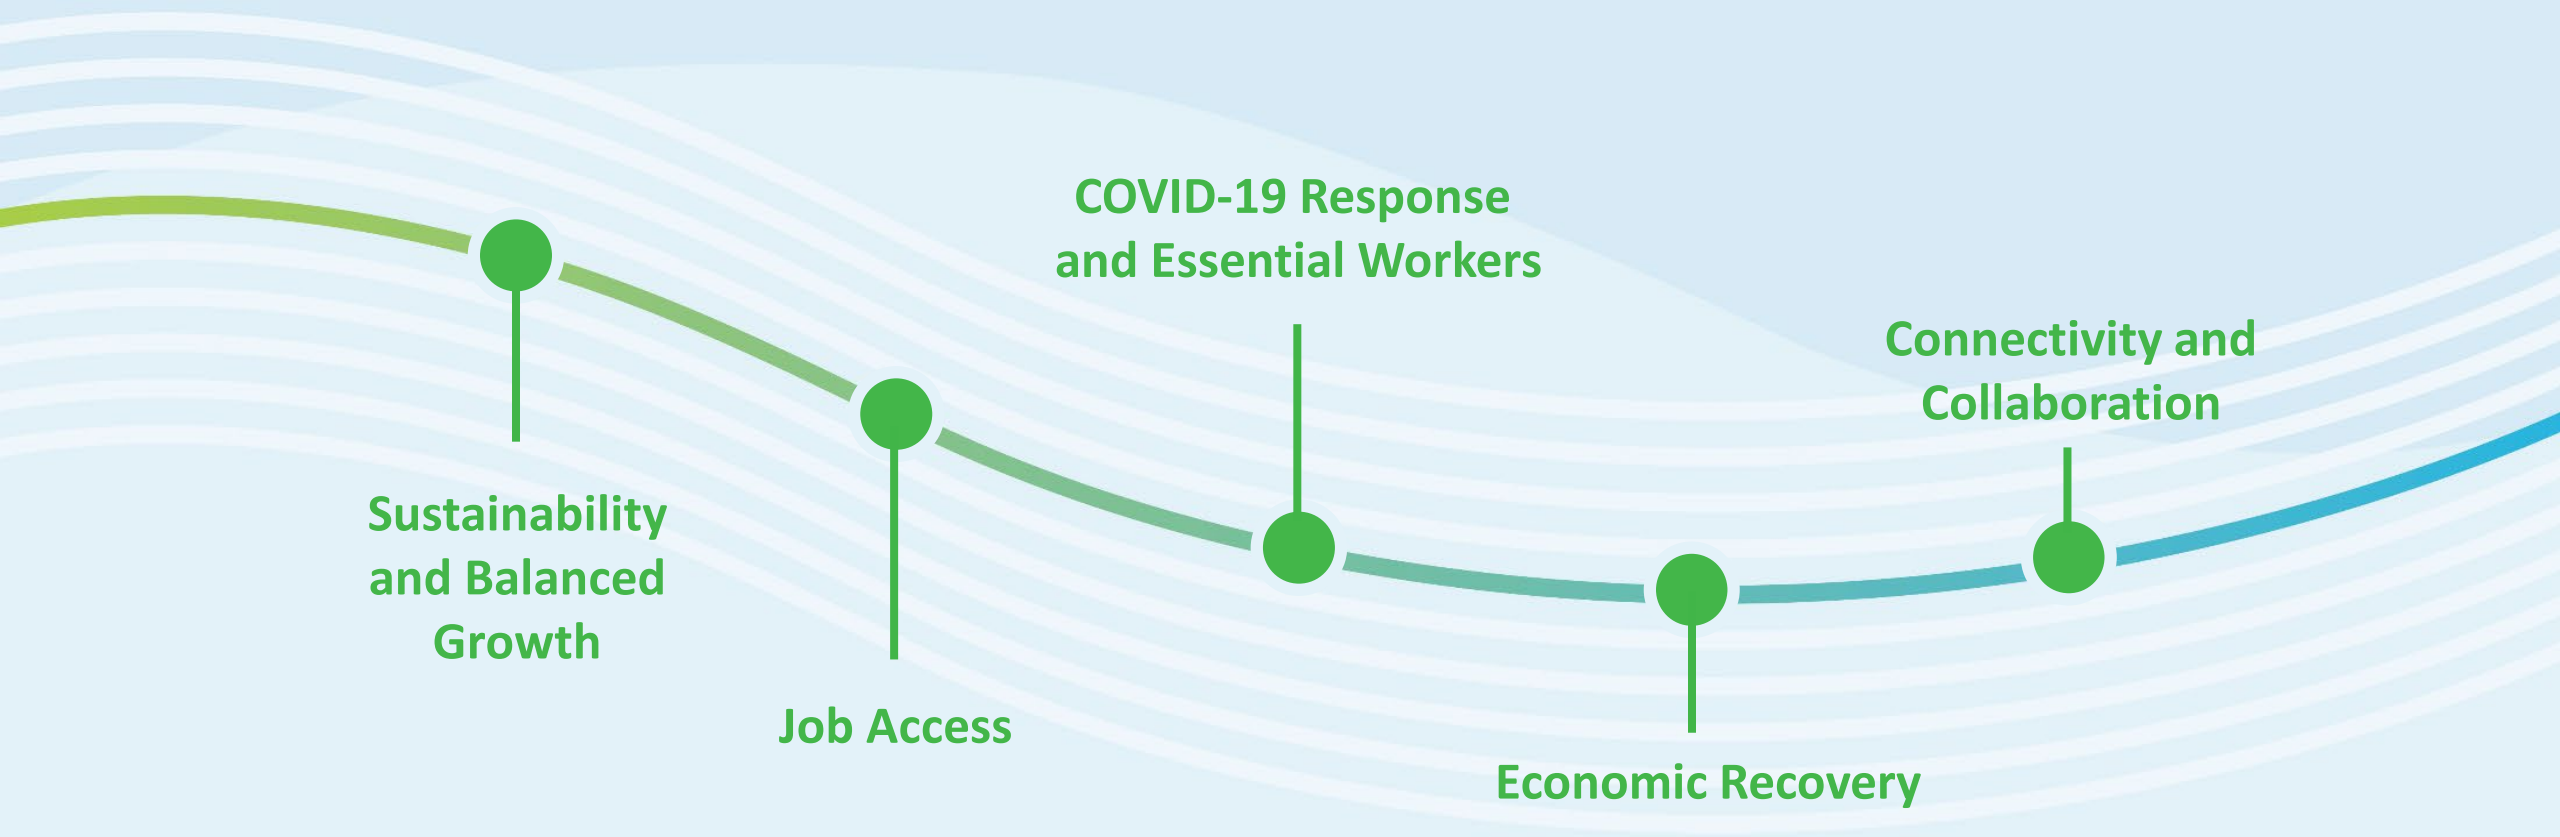 Sustainability
and Balanced
Growth
Job Access
COVID-19 Response
and Essential Workers
Economic Recovery
Connectivity and
Collaboration